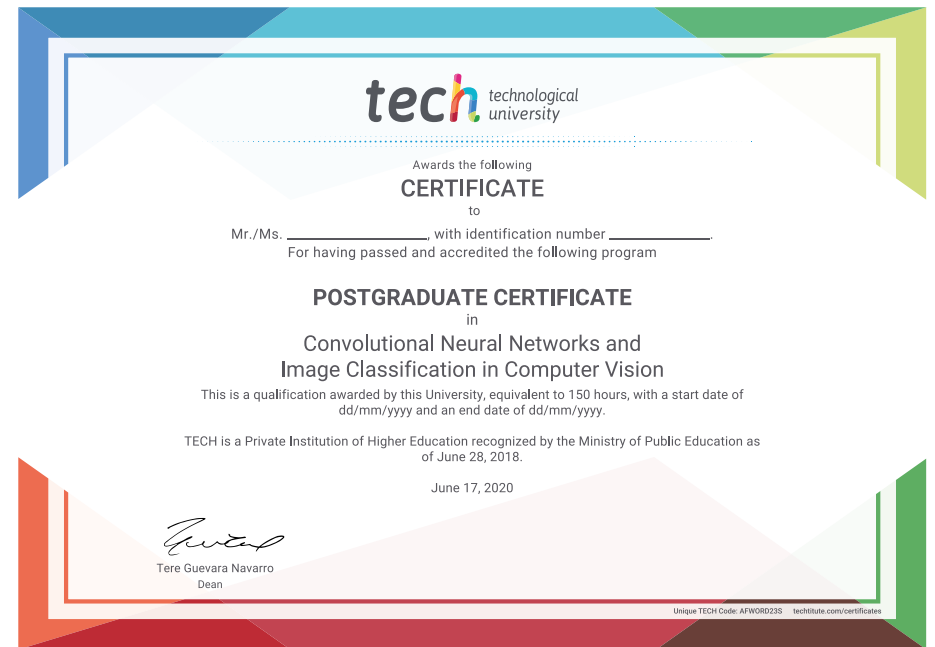 tech technological
university
Awards the following
CERTIFICATE
to
Mr./Ms. ____________________, with identification number ______________.
For having passed and accredited the following program
POSTGRADUATE CERTIFICATE
in
Convolutional Neural Networks and
Image Classification in Computer Vision
This is a qualification awarded by this University, equivalent to 150 hours, with a start date of
dd/mm/yyyy and an end date of dd/mm/yyyy.
TECH is a Private Institution of Higher Education recognized by the Ministry of Public Education as
of June 28, 2018.
June 17, 2020
Tere Guevara Navarro
Dean
Unique TECH Code: AFWORD23S techtitute.com/certificates